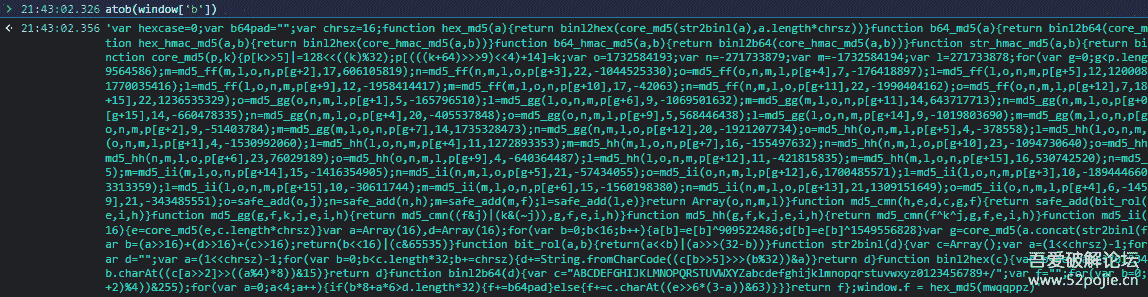 21:43:02.326 atob(window['b'])
21:43:02.356 'var hexcase=0;var b64pad="";var chrsz=16;function hex_md5(a){return binl2hex(core_md5(str2binl(a),a.length*chrsz))}function b64_md5(a){return binl2b64(core_md5(str2binl(a),a.length*
tion hex_hmac_md5(a,b){return binl2hex(core_hmac_md5(a,b))}function b64_hmac_md5(a,b){return binl2b64(core_hmac_md5(a,b))}function str_hmac_md5(a,b){return bin
nction core_md5(p,k){p[k>>5]|=128<<((k)%32);p[(((k+64)>>>9)<<4)+14]=k;var o=1732584193;var n=-271733879;var m=-1732584194;var l=271733878;for(var g=0;g<p.leng
9564586);m=md5_ff(m,l,o,n,p[g+2],17,606105819);n=md5_ff(n,m,l,o,p[g+3],22,-1044525330);o=md5_ff(o,n,m,l,p[g+4],7,-176418897);l=md5_ff(l,o,n,m,p[g+5],12,120008
1770035416);l=md5_ff(l,o,n,m,p[g+9],12,-1958414417);m=md5_ff(m,l,o,n,p[g+10],17,-42063);n=md5_ff(n,m,l,o,p[g+11],22,-1990404162);o=md5_ff(o,n,m,l,p[g+12],7,18
+15],22,1236535329);o=md5_gg(o,n,m,l,p[g+1],5,-165796510);l=md5_gg(l,o,n,m,p[g+6],9,-1069501632);m=md5_gg(m,l,o,n,p[g+11],14,643717713);n=md5_gg(n,m,l,o,p[g+
[g+15],14,-660478335);n=md5_gg(n,m,l,o,p[g+4],20,-405537848);o=md5_gg(o,n,m,l,p[g+9],5,568446438);l=md5_gg(l,o,n,m,p[g+14],9,-1019803690);m=md5_gg(m,l,o,n,p[g
o,n,m,p[g+2],9,-51403784);m=md5_gg(m,l,o,n,p[g+7],14,1735328473);n=md5_gg(n,m,l,o,p[g+12],20,-1921207734);o=md5_hh(o,n,m,l,p[g+5],4,-378558);l=md5_hh(l,o,n,m,
(o,n,m,l,p[g+1],4,-1530992060);l=md5_hh(l,o,n,m,p[g+4],11,1272893353);m=md5_hh(m,l,o,n,p[g+7],16,-155497632);n=md5_hh(n,m,l,o,p[g+10],23,-1094730640);o=md5_hh
md5_hh(n,m,l,o,p[g+6],23,76029189);o=md5_hh(o,n,m,l,p[g+9],4,-640364487);l=md5_hh(l,o,n,m,p[g+12],11,-421815835);m=md5_hh(m,l,o,n,p[g+15],16,530742520);n=md5_
5);m=md5_ii(m,l,o,n,p[g+14],15,-1416354905);n=md5_ii(n,m,l,o,p[g+5],21,-57434055);o=md5_ii(o,n,m,l,p[g+12],6,1700485571);l=md5_ii(l,o,n,m,p[g+3],10,-189444660
3313359);l=md5_ii(l,o,n,m,p[g+15],10,-30611744);m=md5_ii(m,l,o,n,p[g+6],15,-1560198380);n=md5_ii(n,m,l,o,p[g+13],21,1309151649);o=md5_ii(o,n,m,l,p[g+4],6,-145
9],21,-343485551);o=safe_add(o,j);n=safe_add(n,h);m=safe_add(m,f);l=safe_add(l,e)}return Array(o,n,m,l)}function md5_cmn(h,e,d,c,g,f){return safe_add(bit_rol(
e,i,h)}function md5_gg(g,f,k,j,e,i,h){return md5_cmn((f&j)|(k&(~j)),g,f,e,i,h)}function md5_hh(g,f,k,j,e,i,h){return md5_cmn(f^k^j,g,f,e,i,h)}function md5_ii(
16){e=core_md5(e,c.length*chrsz)}var a=Array(16),d=Array(16);for(var b=0;b<16;b++){a[b]=e[b]^909522486;d[b]=e[b]^1549556828}var g=core_md5(a.concat(str2binl(f
ar b=(a>>16)+(d>>16)+(c>>16);return(b<<16)|(c&65535)}function bit_rol(a,b){return(a<<b)|(a>>>(32-b))}function str2binl(d){var c=Array();var a=(1<<chrsz)-1;for
ar d="";var a=(1<<chrsz)-1;for(var b=0;b<c.length*32;b+=chrsz){d+=String.fromCharCode((c[b>>5]>>>(b%32))&a)}return d}function binl2hex(c){var
b.charAt((c[a>>2]>>((a%4)*8))&15)}return d}function binl2b64(d){var c="ABCDEFGHIJKLMNOPQRSTUVWXYZabcdefghijklmnopqrstuvwxyz0123456789+/";var f="";for(var b=0;
+2)%4))&255);for(var a=0;a<4;a++){if(b*8+a*6>d.length*32){f+=b64pad}else{f+=c.charAt((e>>6*(3-a))&63)}}}return f};window.f = hex_md5(mwqqppz)
吾爱破解论坛
www.52pojie.cn